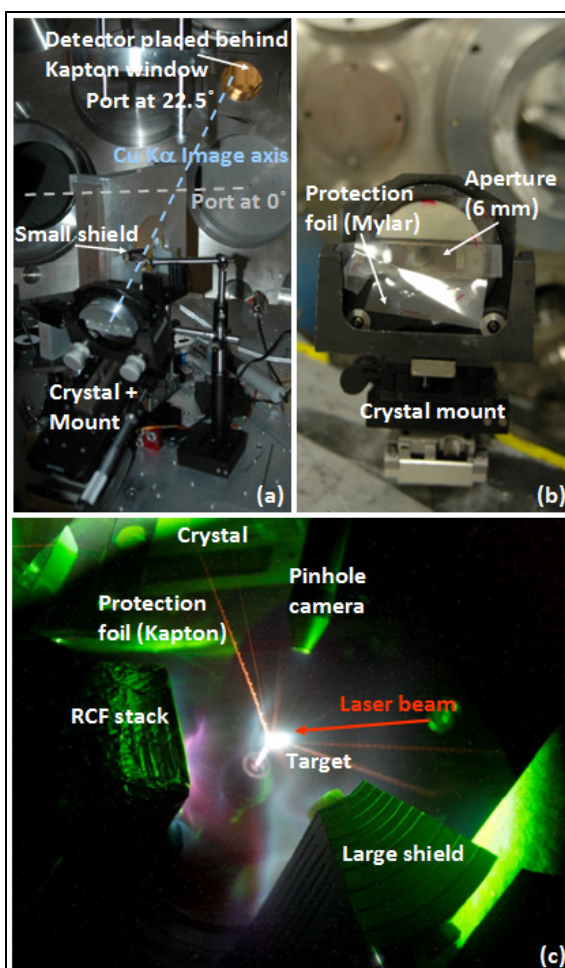 Detector placed behind
Kapton window
Port at 22.5°
Cu Kα Image axis
Port at 0°
Small shield
Crystal +
Mount
(a)
Aperture
(6 mm)
Protection
foil (Mylar)
Crystal mount
(b)
Crystal
Pinhole
camera
Protection
foil (Kapton)
RCF stack
Laser beam
Target
Large shield
(c)